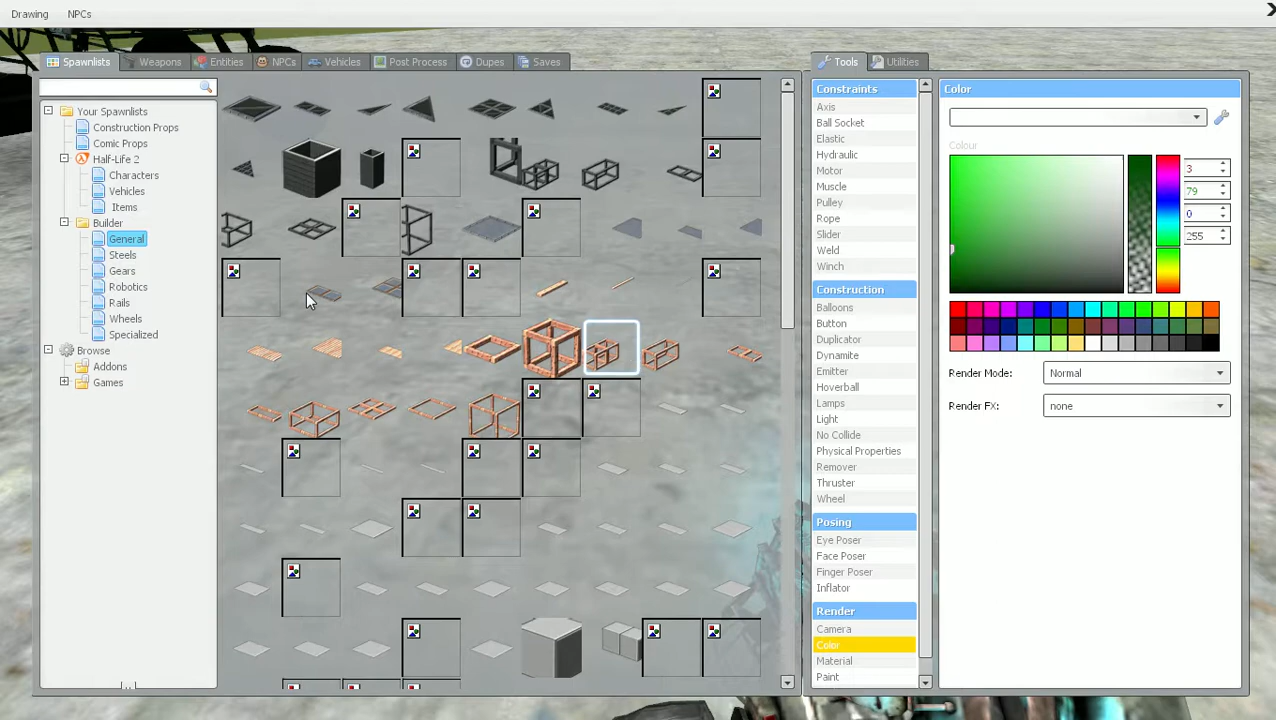 Drawing NPCs
Spawnlists Weapons Entities NPCs Vehicles Post Process Dupes Saves
Your Spawnlists
Construction Props
Comic Props
Half-Life 2
Characters
Vehicles
Items
Builder
General
Steels
Gears
Robotics
Rails
Wheels
Specialized
Browse
Addons
Games
Tools Utilities
Constraints
Axis
Ball Socket
Elastic
Hydraulic
Motor
Muscle
Pulley
Rope
Slider
Weld
Winch
Construction
Balloons
Button
Duplicator
Dynamite
Emitter
Hoverball
Lamps
Light
No Collide
Physical Properties
Remover
Thruster
Wheel
Posing
Eye Poser
Face Poser
Finger Poser
Inflator
Render
Camera
Color
Material
Paint
Color
Colour
3
79
0
255
Render Mode: Normal
Render FX: none